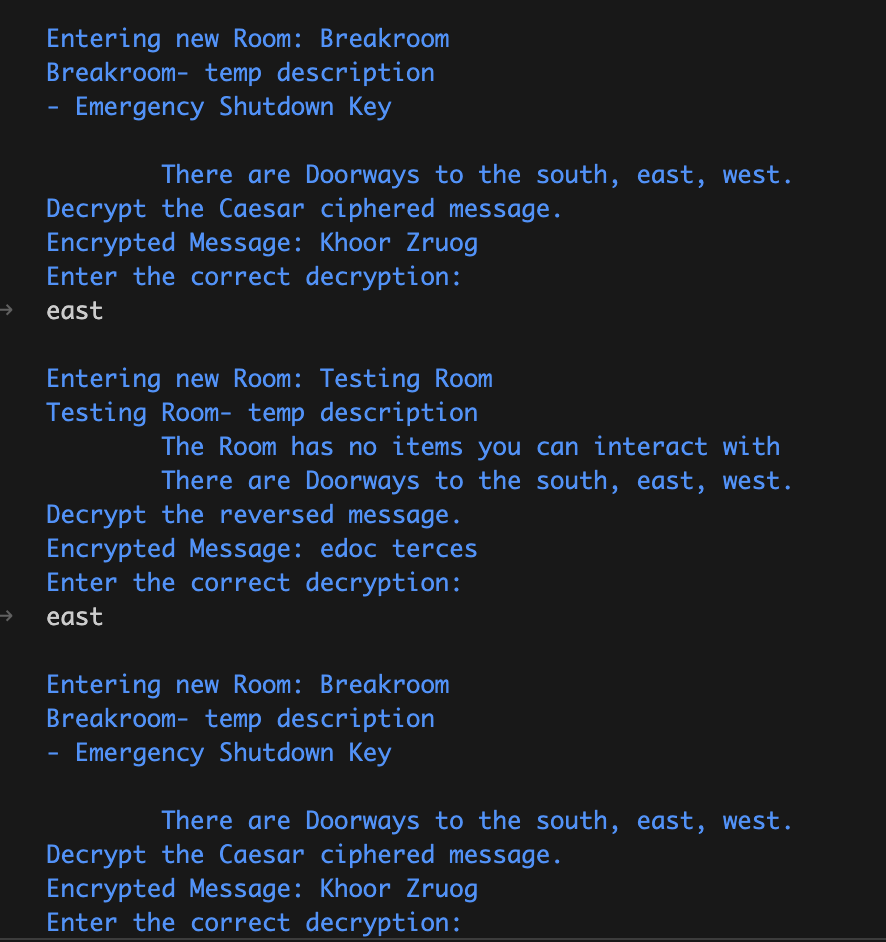 Entering new Room: Breakroom
Breakroom- temp description
- Emergency Shutdown Key
There are Doorways to the south, east, west.
Decrypt the Caesar ciphered message.
Encrypted Message: Khoor Zruog
Enter the correct decryption:
→ east
Entering new Room: Testing Room
Testing Room- temp description
The Room has no items you can interact with
There are Doorways to the south, east, west.
Decrypt the reversed message.
Encrypted Message: edoc terces
Enter the correct decryption:
→ east
Entering new Room: Breakroom
Breakroom- temp description
- Emergency Shutdown Key
There are Doorways to the south, east, west.
Decrypt the Caesar ciphered message.
Encrypted Message: Khoor Zruog
Enter the correct decryption: